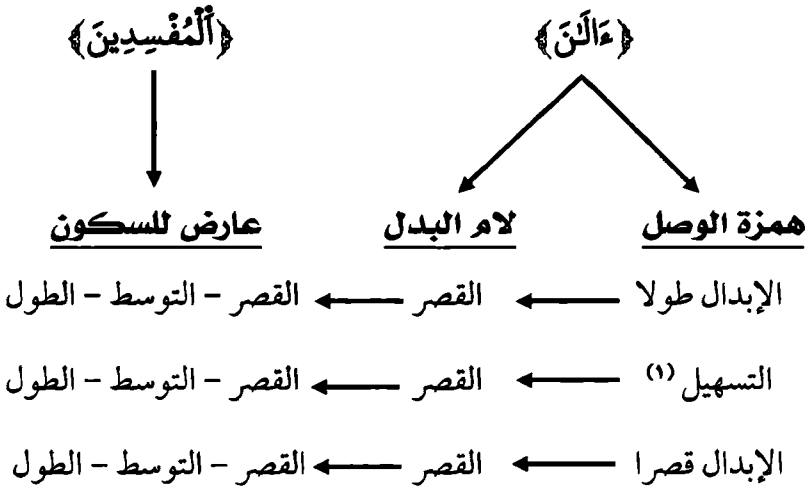 ﴿ءَالَـٰنَ﴾ ﴿ٱلْمُفْسِدِينَ﴾
همزة الوصل لام البدل عارض للسكون
الإبدال طولا القصر القصر – التوسط – الطول
التسهيل (١) القصر القصر – التوسط – الطول
الإبدال قصرا القصر القصر – التوسط – الطول